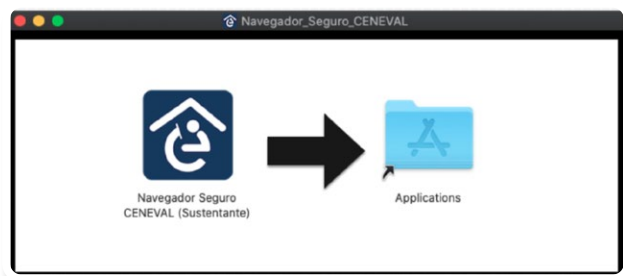 Navegador_Seguro_CENEVAL
Navegador Seguro
CENEVAL (Sustentante)
Applications